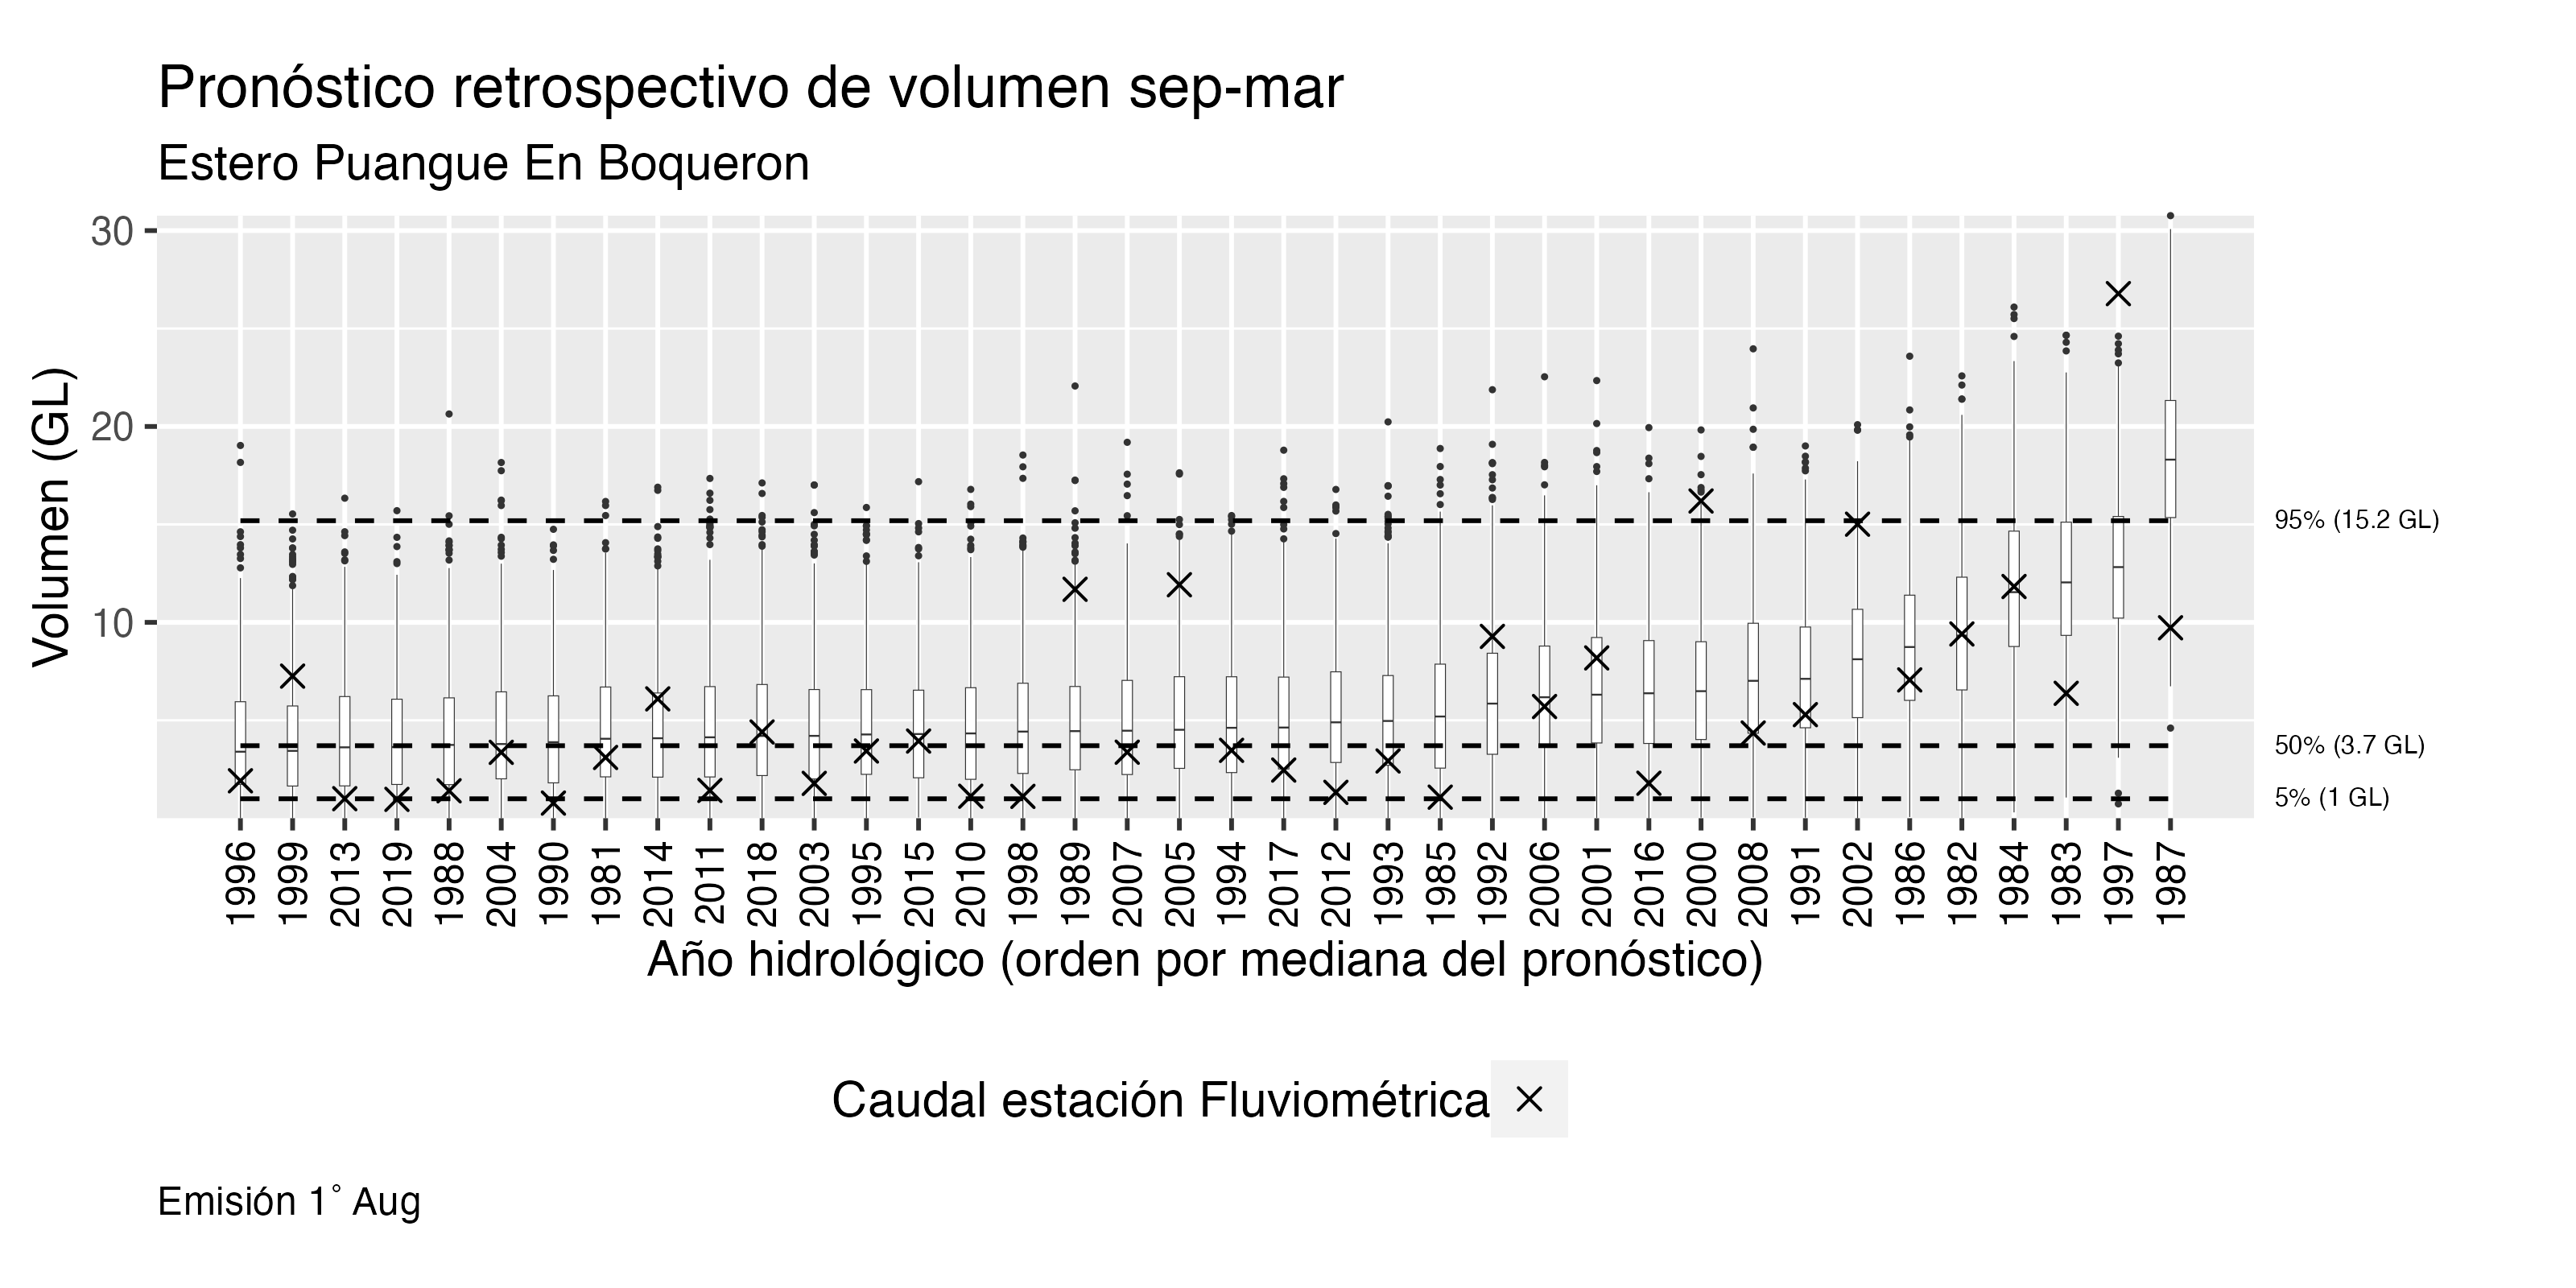 Pronóstico retrospectivo de volumen sep-mar
Estero Puangue En Boqueron
Volumen (GL)
30
20
10
95% (15.2 GL)
50% (3.7 GL)
5% (1 GL)
1996 1999 2013 2019 1988 2004 1990 1981 2014 2011 2018 2003 1995 2015 2010 1998 1989 2007 2005 1994 2017 2012 1993 1985 1992 2006 2001 2016 2000 2008 1991 2002 1986 1982 1984 1983 1997 1987
Año hidrológico (orden por mediana del pronóstico)
Caudal estación Fluviométrica
Emisión 1° Aug